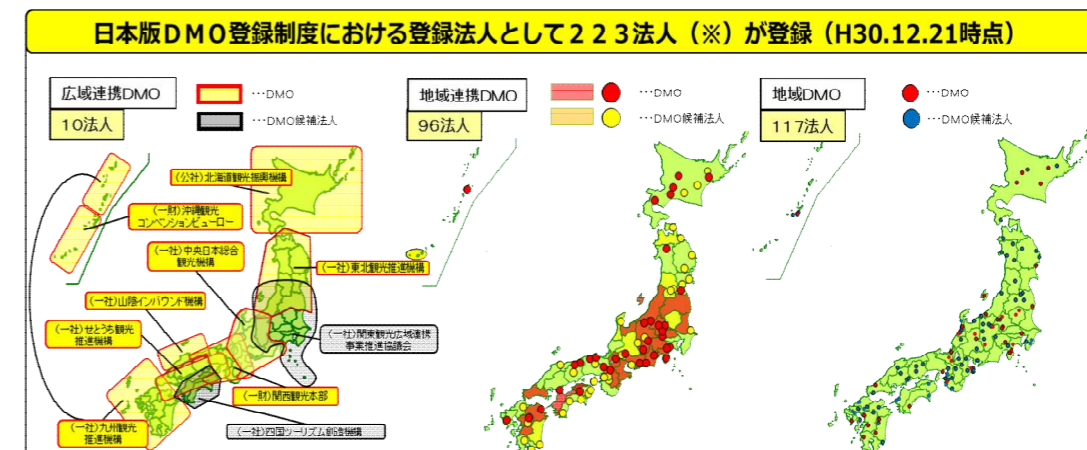 日本版DMO登録制度における登録法人として２２３法人（※）が登録（H30.12.21時点）
広域連携DMO
10法人
…DMO
…DMO候補法人
地域連携DMO
96法人
…DMO
…DMO候補法人
地域DMO
117法人
…DMO
…DMO候補法人
(公社)北海道観光振興機構
(一財)沖縄観光
コンベンションビューロー
(一社)中央日本総合
観光機構
(一社)東北観光推進機構
(一社)山陰インバウンド機構
(一社)せとうち観光
推進機構
(一社)関東観光広域連携
事業推進協議会
(一財)関西観光本部
(一社)四国ツーリズム創造機構
(一社)九州観光
推進機構